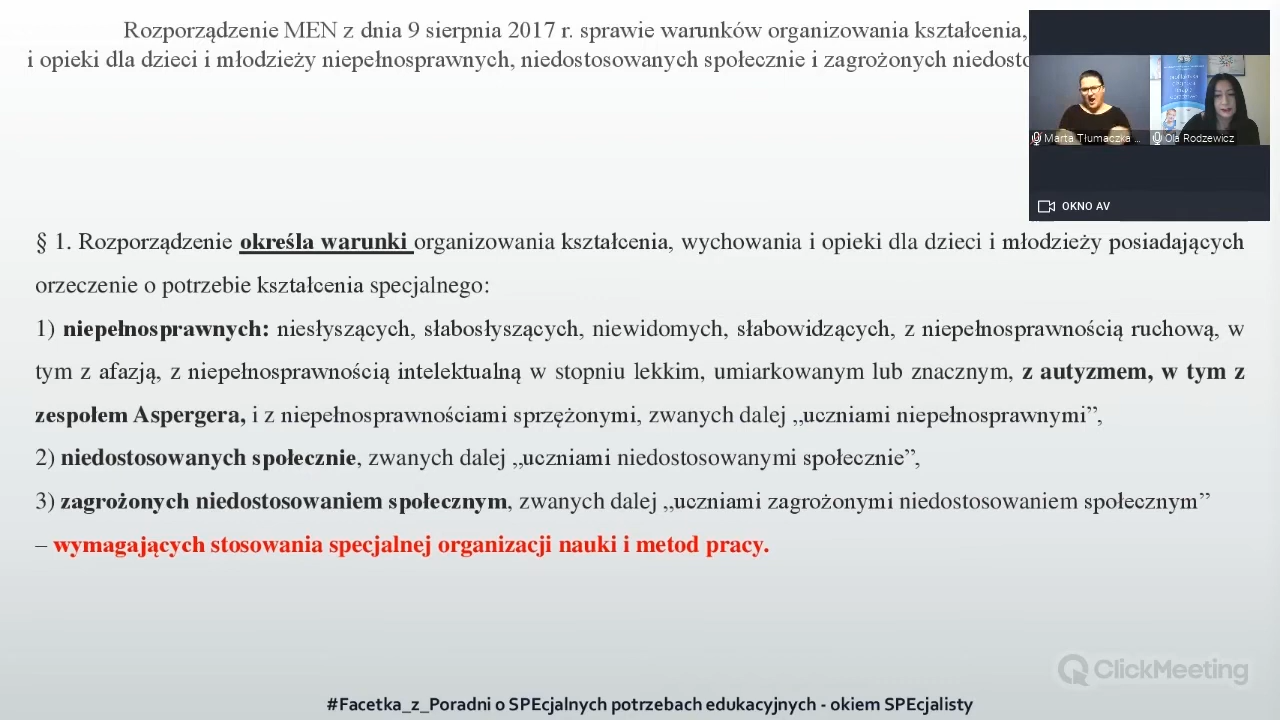 Rozporządzenie MEN z dnia 9 sierpnia 2017 r. sprawie warunków organizowania kształcenia,
i opieki dla dzieci i młodzieży niepełnosprawnych, niedostosowanych społecznie i zagrożonych niedosto
Marta Tłumaczka ...
Ola Rodzewicz
OKNO AV
§ 1. Rozporządzenie określa warunki organizowania kształcenia, wychowania i opieki dla dzieci i młodzieży posiadających
orzeczenie o potrzebie kształcenia specjalnego:
1) niepełnosprawnych: niesłyszących, słabosłyszących, niewidomych, słabowidzących, z niepełnosprawnością ruchową, w
tym z afazją, z niepełnosprawnością intelektualną w stopniu lekkim, umiarkowanym lub znacznym, z autyzmem, w tym z
zespołem Aspergera, i z niepełnosprawnościami sprzężonymi, zwanych dalej „uczniami niepełnosprawnymi”,
2) niedostosowanych społecznie, zwanych dalej „uczniami niedostosowanymi społecznie”,
3) zagrożonych niedostosowaniem społecznym, zwanych dalej „uczniami zagrożonymi niedostosowaniem społecznym”
– wymagających stosowania specjalnej organizacji nauki i metod pracy.
ClickMeeting
#Facetka_z_Poradni o SPEcjalnych potrzebach edukacyjnych - okiem SPEcjalisty